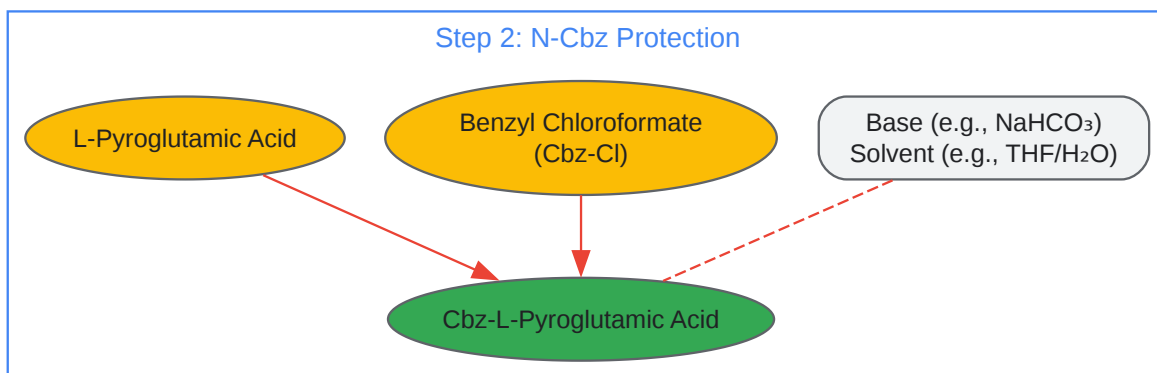 Step 2: N-Cbz Protection
L-Pyroglutamic Acid
Benzyl Chloroformate
(Cbz-Cl)
Base (e.g., NaHCO₃)
Solvent (e.g., THF/H₂O)
Cbz-L-Pyroglutamic Acid